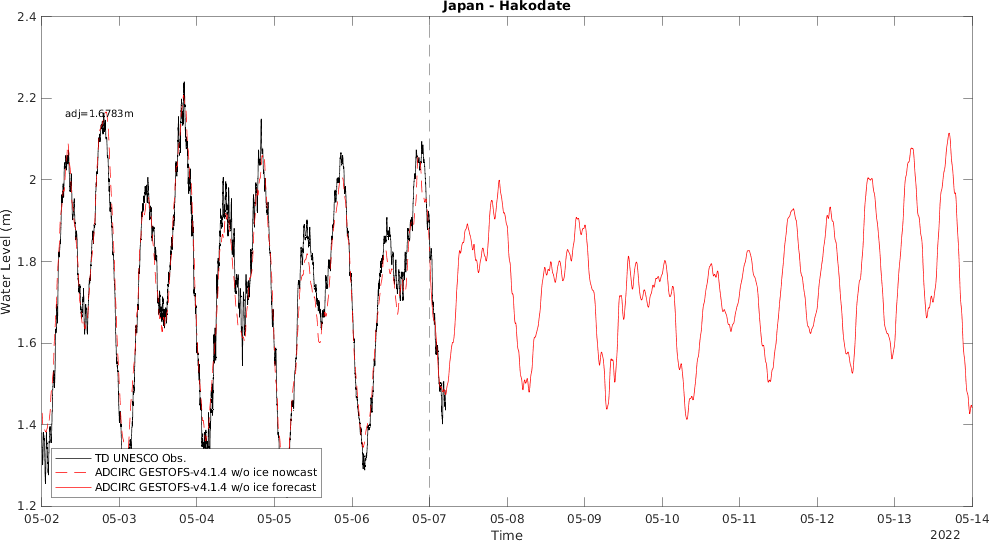 Japan - Hakodate
2.4
2.2
2
1.8
1.6
1.4
1.2
Water Level (m)
adj=1.6783m
TD UNESCO Obs.
ADCIRC GESTOFS-v4.1.4 w/o ice nowcast
ADCIRC GESTOFS-v4.1.4 w/o ice forecast
05-02 05-03 05-04 05-05 05-06 05-07 05-08 05-09 05-10 05-11 05-12 05-13 05-14
Time
2022